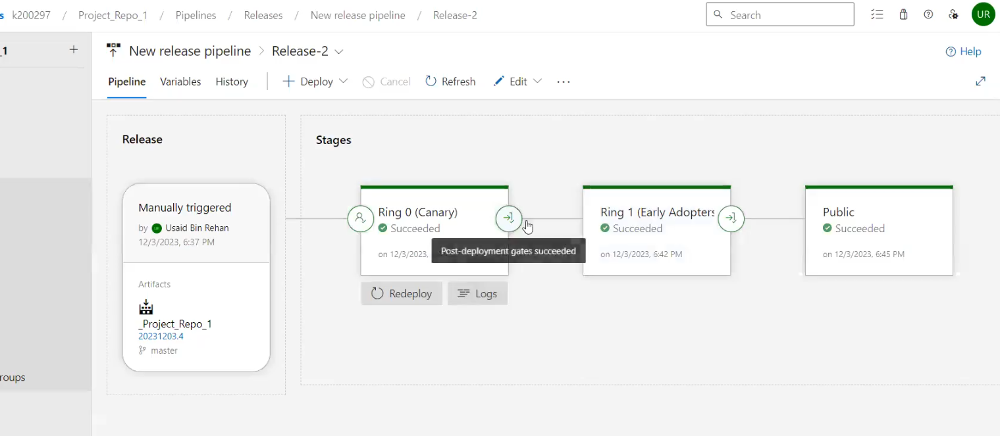 s k200297 / Project_Repo_1 / Pipelines / Releases / New release pipeline / Release-2
Search
UR
_1 +
New release pipeline > Release-2
Help
Pipeline Variables History
Deploy Cancel Refresh Edit ...
Release
Stages
Manually triggered
by Usaid Bin Rehan
12/3/2023, 6:37 PM
Artifacts
_Project_Repo_1
20231203.4
master
Ring 0 (Canary)
Succeeded
on 12/3/2023,
Post-deployment gates succeeded
Redeploy Logs
Ring 1 (Early Adopters
Succeeded
on 12/3/2023, 6:42 PM
Public
Succeeded
on 12/3/2023, 6:45 PM
roups